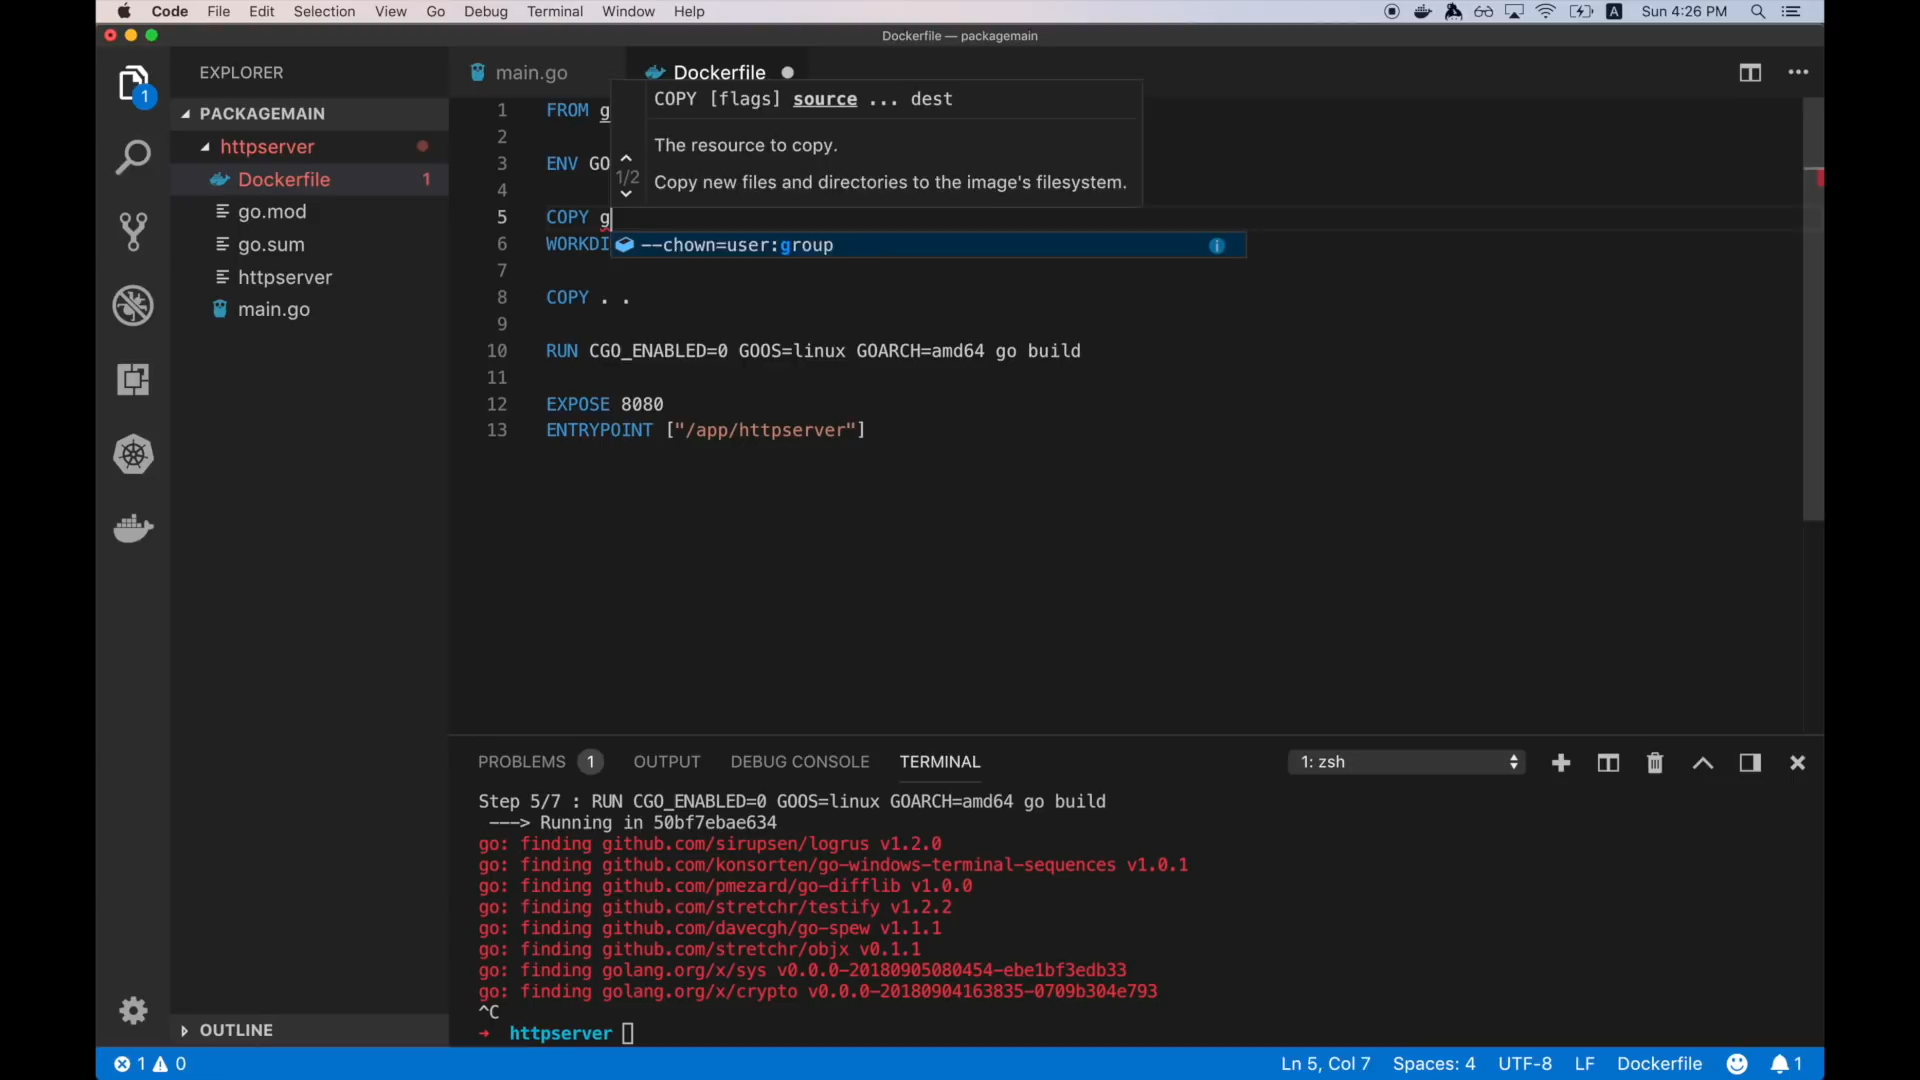 Code File Edit Selection View Go Debug Terminal Window Help
A Sun 4:26 PM
Dockerfile — packagemain
1
EXPLORER
PACKAGEMAIN
httpserver
Dockerfile 1
go.mod
go.sum
httpserver
main.go
OUTLINE
main.go Dockerfile
COPY [flags] source ... dest
The resource to copy.
1/2
Copy new files and directories to the image's filesystem.
1 FROM g
2
3 ENV GO
4
5 COPY g
6 WORKDI
--chown=user:group
7
8 COPY . .
9
10 RUN CGO_ENABLED=0 GOOS=linux GOARCH=amd64 go build
11
12 EXPOSE 8080
13 ENTRYPOINT ["/app/httpserver"]
PROBLEMS 1 OUTPUT DEBUG CONSOLE TERMINAL 1: zsh
Step 5/7 : RUN CGO_ENABLED=0 GOOS=linux GOARCH=amd64 go build
---> Running in 50bf7ebae634
go: finding github.com/sirupsen/logrus v1.2.0
go: finding github.com/konsorten/go-windows-terminal-sequences v1.0.1
go: finding github.com/pmezard/go-difflib v1.0.0
go: finding github.com/stretchr/testify v1.2.2
go: finding github.com/davecgh/go-spew v1.1.1
go: finding github.com/stretchr/objx v0.1.1
go: finding golang.org/x/sys v0.0.0-20180905080454-ebe1bf3edb33
go: finding golang.org/x/crypto v0.0.0-20180904163835-0709b304e793
^C
→ httpserver
1 0 Ln 5, Col 7 Spaces: 4 UTF-8 LF Dockerfile 1